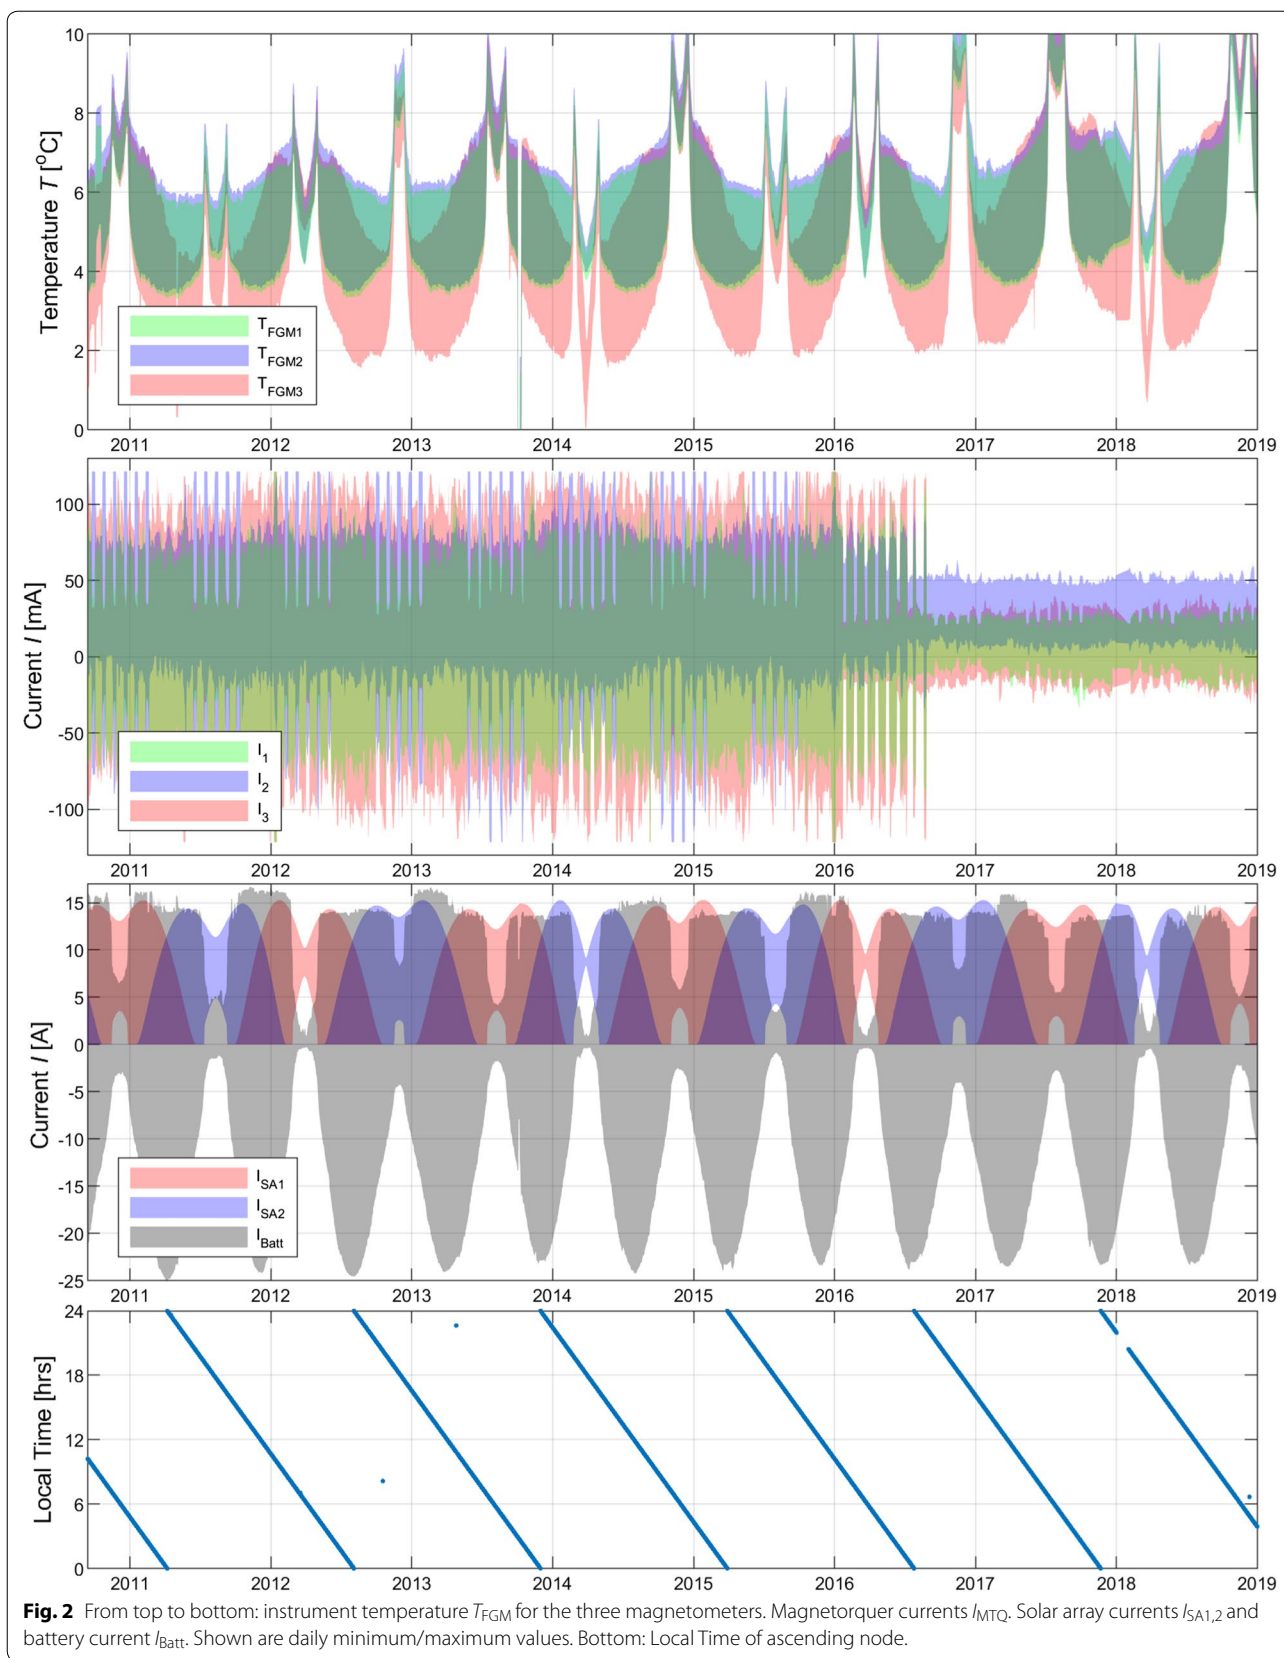 10
8
6
4
2
0
Temperature T [°C]
T_FGM1
T_FGM2
T_FGM3
2011 2012 2013 2014 2015 2016 2017 2018 2019
100
50
0
-50
-100
Current I [mA]
I_1
I_2
I_3
2011 2012 2013 2014 2015 2016 2017 2018 2019
15
10
5
0
-5
-10
-15
-20
-25
Current I [A]
I_SA1
I_SA2
I_Batt
2011 2012 2013 2014 2015 2016 2017 2018 2019
24
18
12
6
0
Local Time [hrs]
2011 2012 2013 2014 2015 2016 2017 2018 2019
Fig. 2 From top to bottom: instrument temperature T_FGM for the three magnetometers. Magnetorquer currents I_MTQ. Solar array currents I_SA1,2 and
battery current I_Batt. Shown are daily minimum/maximum values. Bottom: Local Time of ascending node.